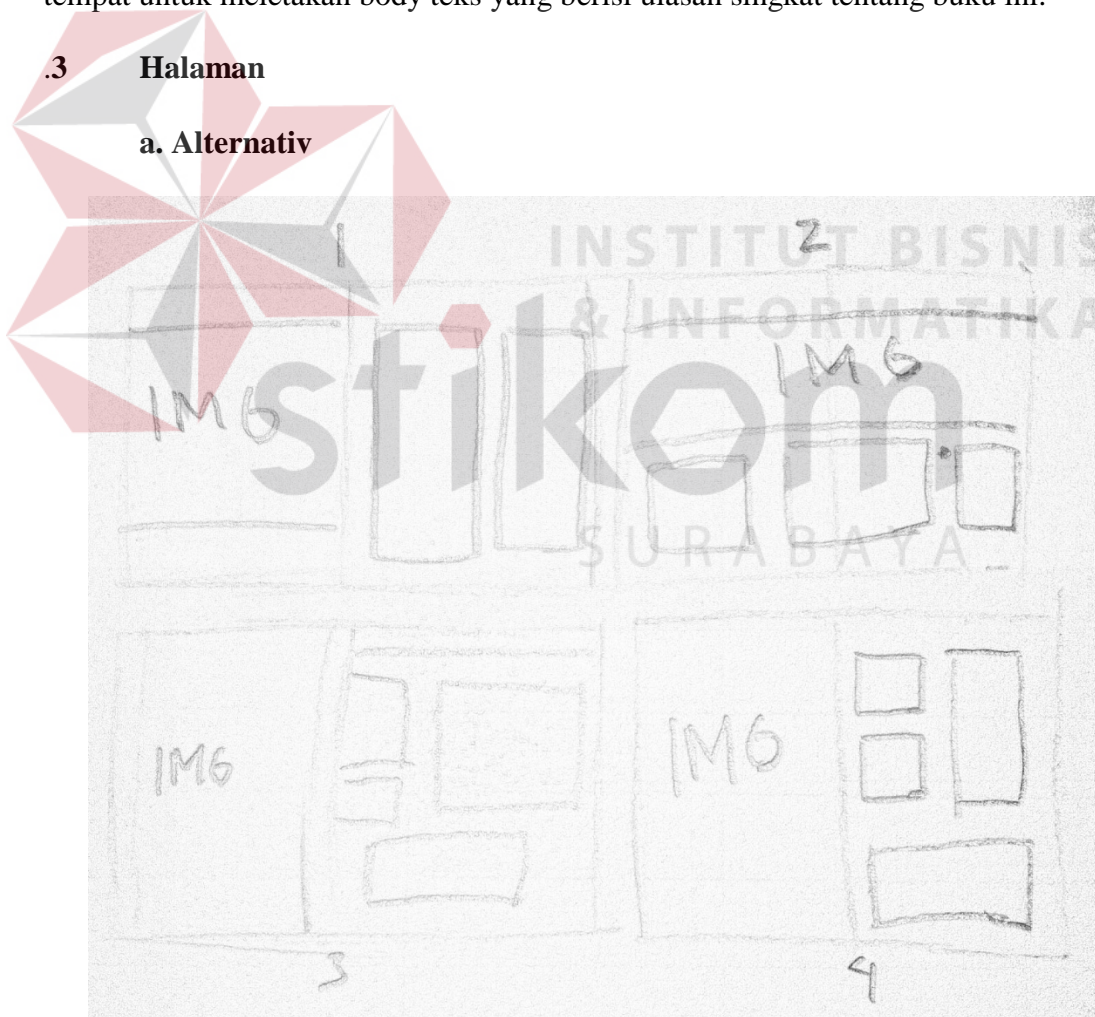 tempat untuk meletakan body teks yang berisi ulasan singkat tentang buku ini.
.3 Halaman
a. Alternativ
1 2
INSTITUT BISNIS
& INFORMATIKA
stikom
SURABAYA
IMG IMG
IMG IMG
3 4